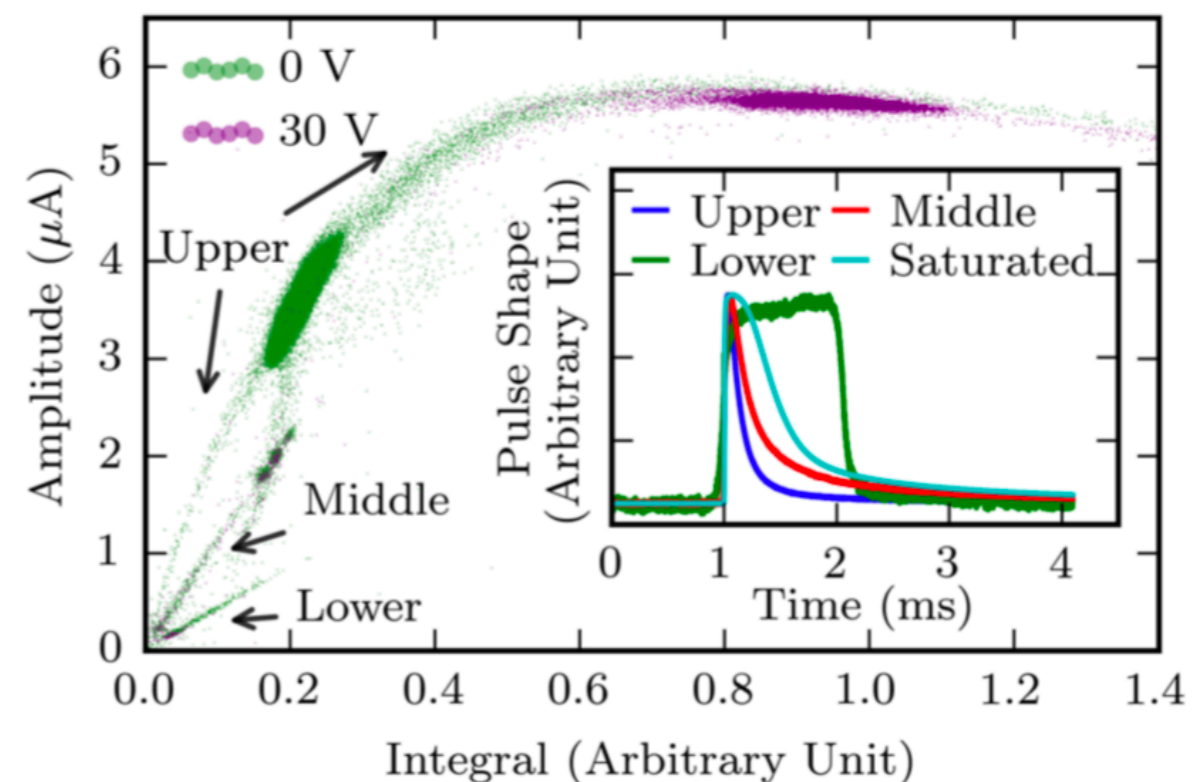 6
5
4
3
2
1
0
Amplitude (μA)
0 V
30 V
Upper
Middle
Lower
0.0 0.2 0.4 0.6 0.8 1.0 1.2 1.4
Integral (Arbitrary Unit)
Pulse Shape
(Arbitrary Unit)
Upper Middle
Lower Saturated
0 1 2 3 4
Time (ms)